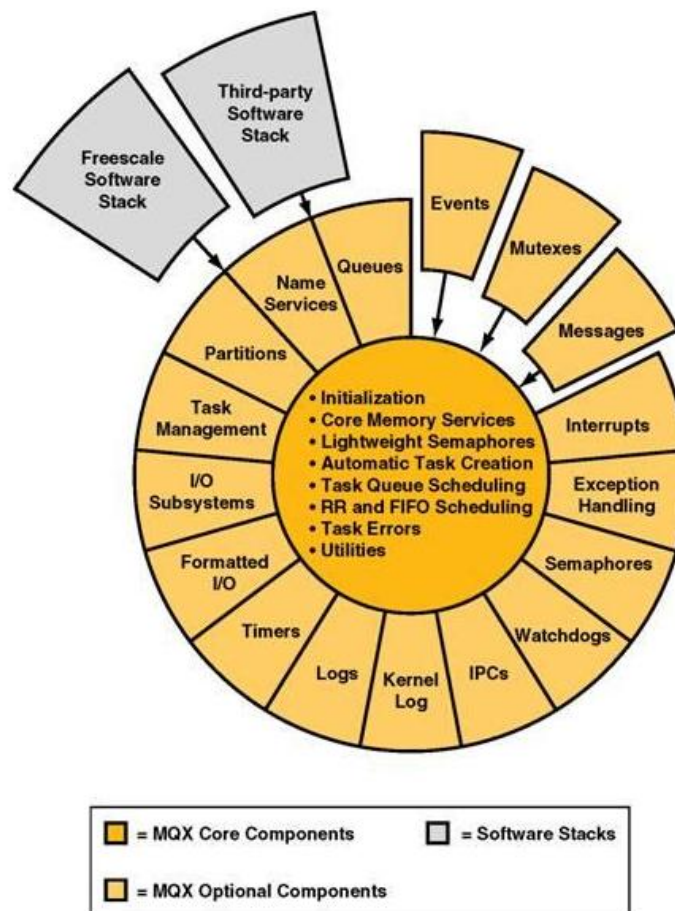 Third-party
Software
Stack
Freescale
Software
Stack
Events
Mutexes
Messages
Queues
Name
Services
Partitions
Task
Management
I/O
Subsystems
Formatted
I/O
Timers
Logs
Kernel
Log
IPCs
Watchdogs
Semaphores
Exception
Handling
Interrupts
• Initialization
• Core Memory Services
• Lightweight Semaphores
• Automatic Task Creation
• Task Queue Scheduling
• RR and FIFO Scheduling
• Task Errors
• Utilities
= MQX Core Components
= Software Stacks
= MQX Optional Components